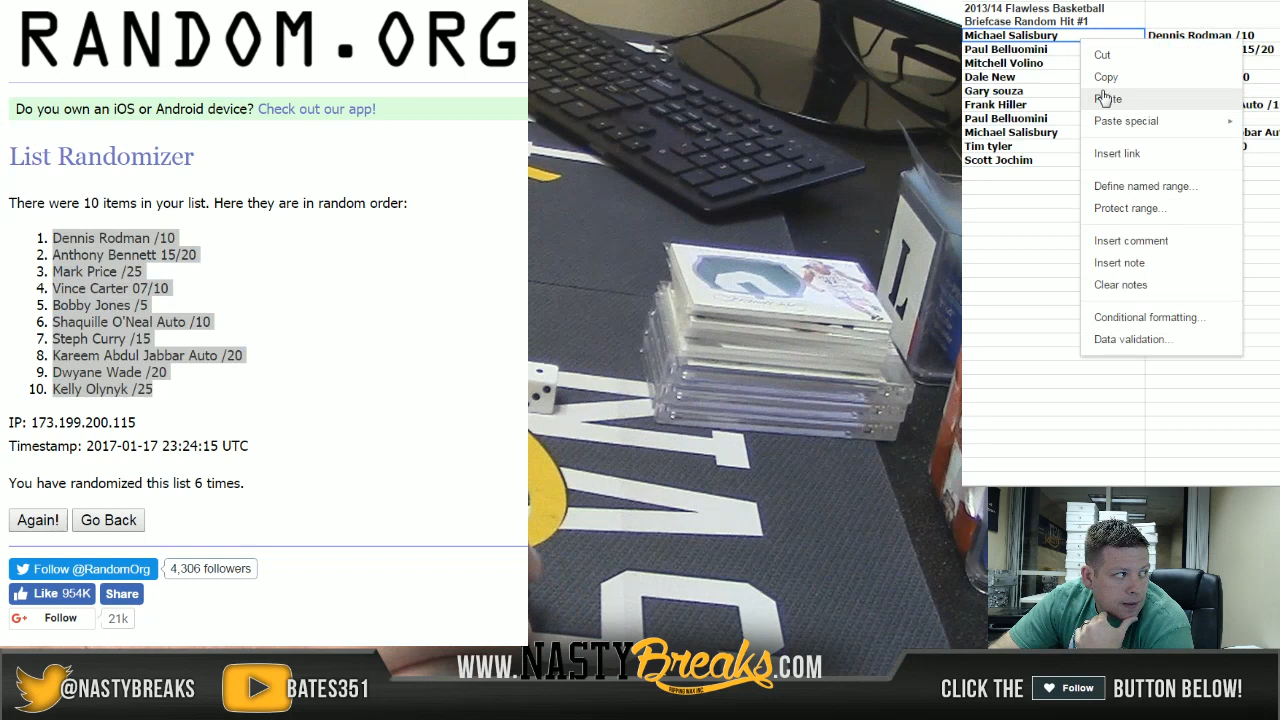 RANDOM.ORG
Do you own an iOS or Android device? Check out our app!
List Randomizer
There were 10 items in your list. Here they are in random order:
1. Dennis Rodman /10
2. Anthony Bennett 15/20
3. Mark Price /25
4. Vince Carter 07/10
5. Bobby Jones /5
6. Shaquille O'Neal Auto /10
7. Steph Curry /15
8. Kareem Abdul Jabbar Auto /20
9. Dwyane Wade /20
10. Kelly Olynyk /25
IP: 173.199.200.115
Timestamp: 2017-01-17 23:24:15 UTC
You have randomized this list 6 times.
Again! Go Back
Follow @RandomOrg 4,306 followers
Like 954K Share
G+ Follow 21k
2013/14 Flawless Basketball
Briefcase Random Hit #1
Michael Salisbury Dennis Rodman /10
Paul Belluomini 15/20
Mitchell Volino
Dale New
Gary souza
Frank Hiller
Paul Belluomini
Michael Salisbury
Tim tyler
Scott Jochim
Cut
Copy
Paste special
Insert link
Define named range...
Protect range...
Insert comment
Insert note
Clear notes
Conditional formatting...
Data validation...
L
@NASTYBREAKS
BATES351
WWW.NASTYBreaks.COM
RIPPING WAX INC.
CLICK THE Follow BUTTON BELOW!